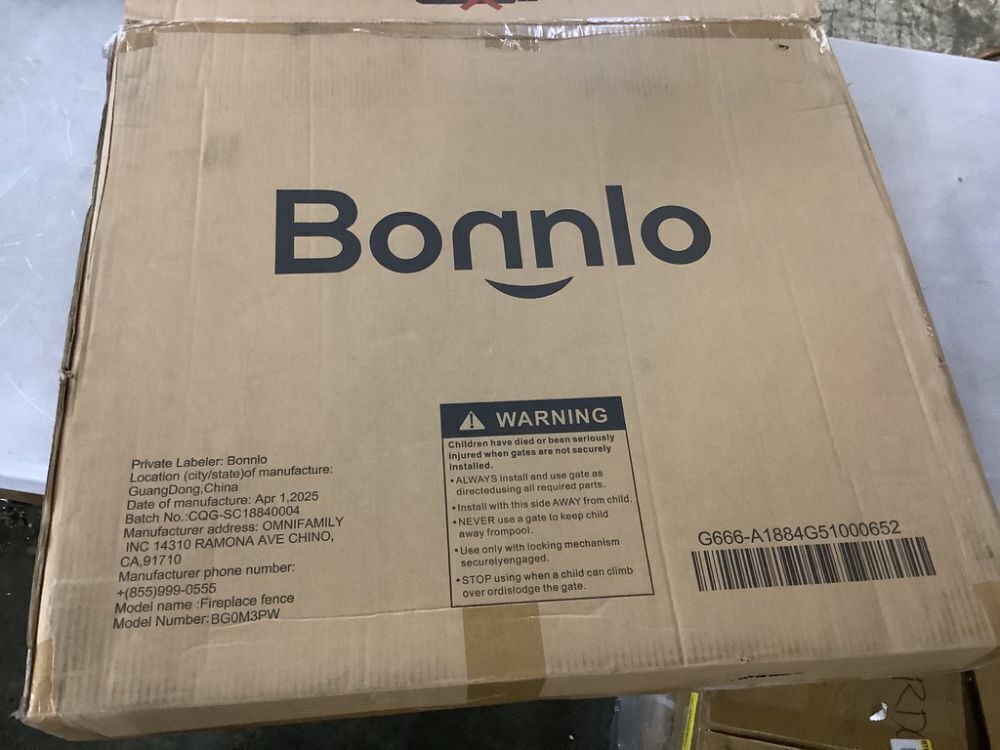 Bonnlo
Private Labeler: Bonnlo
Location (city/state)of manufacture:
GuangDong,China
Date of manufacture: Apr 1,2025
Batch No.:CQG-SC18840004
Manufacturer address: OMNIFAMILY
INC 14310 RAMONA AVE CHINO,
CA,91710
Manufacturer phone number:
+(855)999-0555
Model name :Fireplace fence
Model Number:BG0M3PW
WARNING
Children have died or been seriously
injured when gates are not securely
installed.
•ALWAYS install and use gate as
directedusing all required parts.
•Install with this side AWAY from child.
•NEVER use a gate to keep child
away frompool.
•Use only with locking mechanism
securelyengaged.
•STOP using when a child can climb
over ordislodge the gate.
G666-A1884G51000652